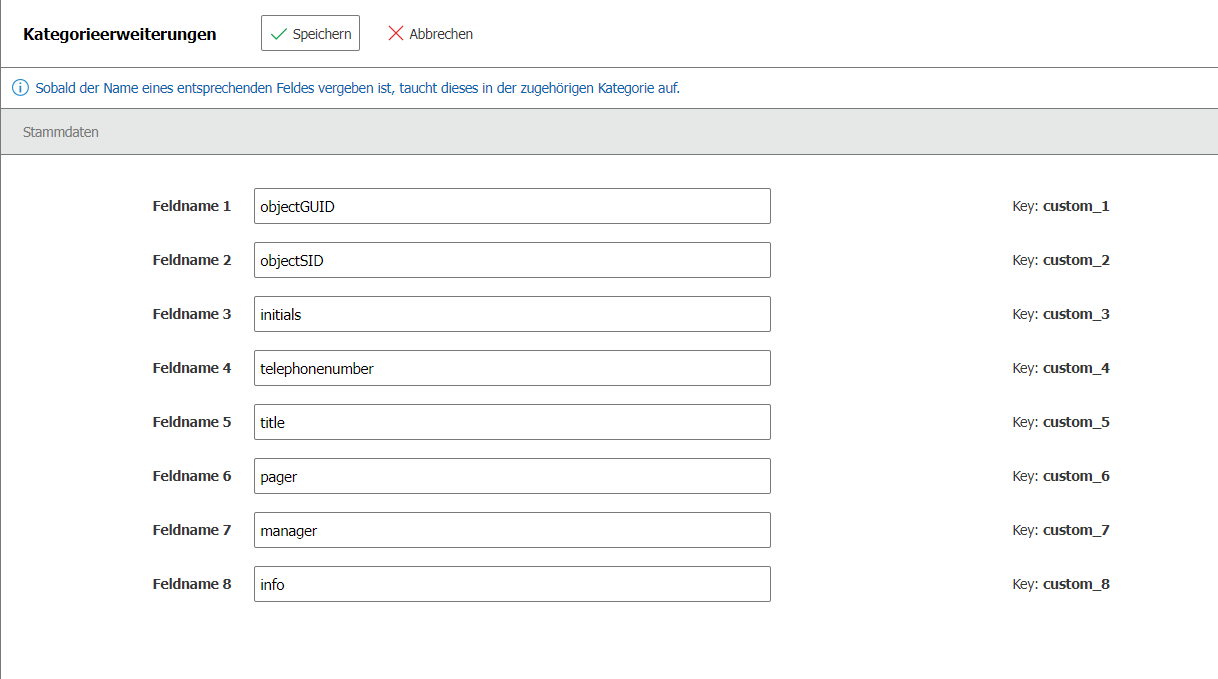 Kategorieerweiterungen Speichern Abbrechen
Sobald der Name eines entsprechenden Feldes vergeben ist, taucht dieses in der zugehörigen Kategorie auf.
Stammdaten
Feldname 1 objectGUID Key: custom_1
Feldname 2 objectSID Key: custom_2
Feldname 3 initials Key: custom_3
Feldname 4 telephonenumber Key: custom_4
Feldname 5 title Key: custom_5
Feldname 6 pager Key: custom_6
Feldname 7 manager Key: custom_7
Feldname 8 info Key: custom_8